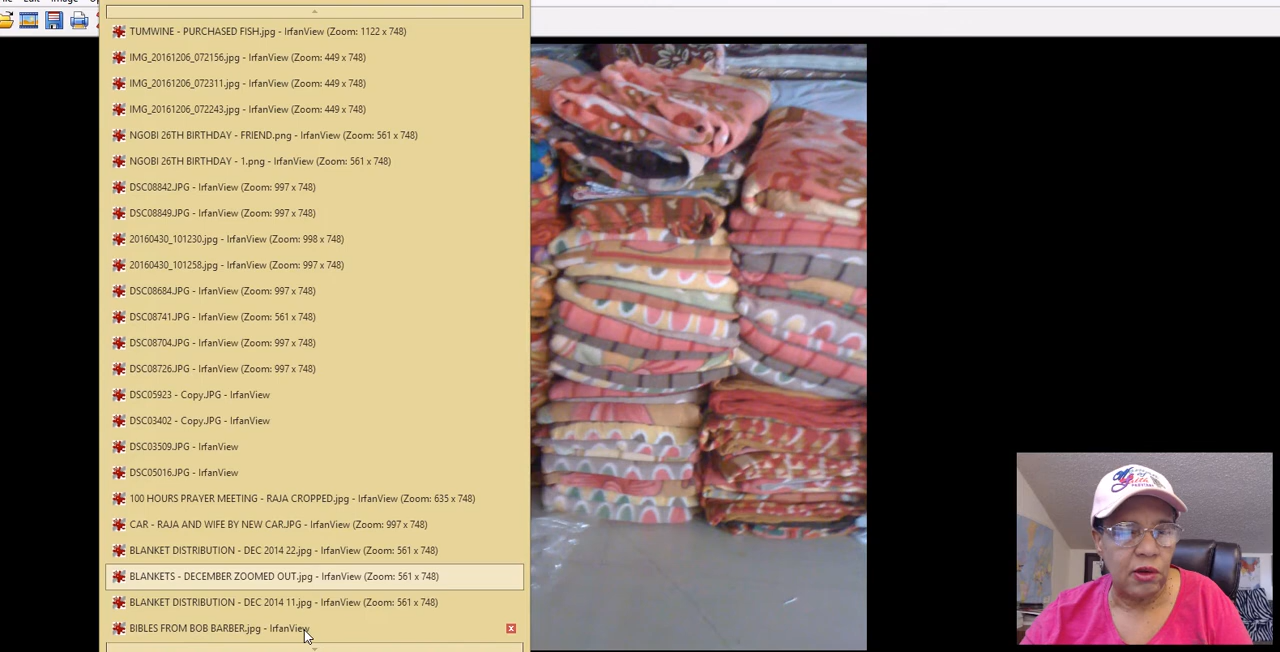 TUMWINE - PURCHASED FISH.jpg - IrfanView (Zoom: 1122 x 748)
IMG_20161206_072156.jpg - IrfanView (Zoom: 449 x 748)
IMG_20161206_072311.jpg - IrfanView (Zoom: 449 x 748)
IMG_20161206_072243.jpg - IrfanView (Zoom: 449 x 748)
NGOBI 26TH BIRTHDAY - FRIEND.png - IrfanView (Zoom: 561 x 748)
NGOBI 26TH BIRTHDAY - 1.png - IrfanView (Zoom: 561 x 748)
DSC08842.JPG - IrfanView (Zoom: 997 x 748)
DSC08849.JPG - IrfanView (Zoom: 997 x 748)
20160430_101230.jpg - IrfanView (Zoom: 998 x 748)
20160430_101258.jpg - IrfanView (Zoom: 997 x 748)
DSC08684.JPG - IrfanView (Zoom: 997 x 748)
DSC08741.JPG - IrfanView (Zoom: 561 x 748)
DSC08704.JPG - IrfanView (Zoom: 997 x 748)
DSC08726.JPG - IrfanView (Zoom: 997 x 748)
DSC05923 - Copy.JPG - IrfanView
DSC03402 - Copy.JPG - IrfanView
DSC03509.JPG - IrfanView
DSC05016.JPG - IrfanView
100 HOURS PRAYER MEETING - RAJA CROPPED.jpg - IrfanView (Zoom: 635 x 748)
CAR - RAJA AND WIFE BY NEW CAR.JPG - IrfanView (Zoom: 997 x 748)
BLANKET DISTRIBUTION - DEC 2014 22.jpg - IrfanView (Zoom: 561 x 748)
BLANKETS - DECEMBER ZOOMED OUT.jpg - IrfanView (Zoom: 561 x 748)
BLANKET DISTRIBUTION - DEC 2014 11.jpg - IrfanView (Zoom: 561 x 748)
BIBLES FROM BOB BARBER.jpg - IrfanView